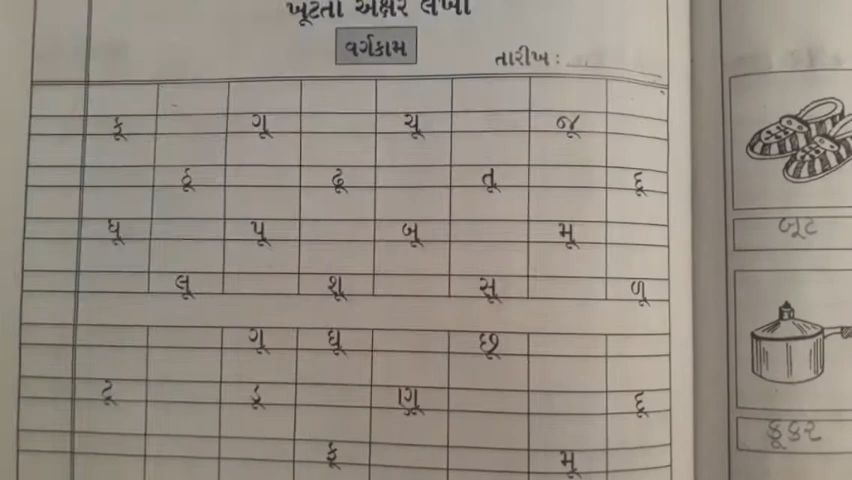 ખૂટતા અક્ષર લખો
વર્ગકામ
તારીખ :
કૂ ગૂ ચૂ જૂ
ઠૂ ઢૂ તૂ દૂ
ધૂ પૂ બૂ મૂ
લૂ શૂ સૂ ળૂ
ગૂ ઘૂ છૂ
ટૂ ડૂ ણૂ દૂ
ફૂ મૂ
બૂટ
કૂકર